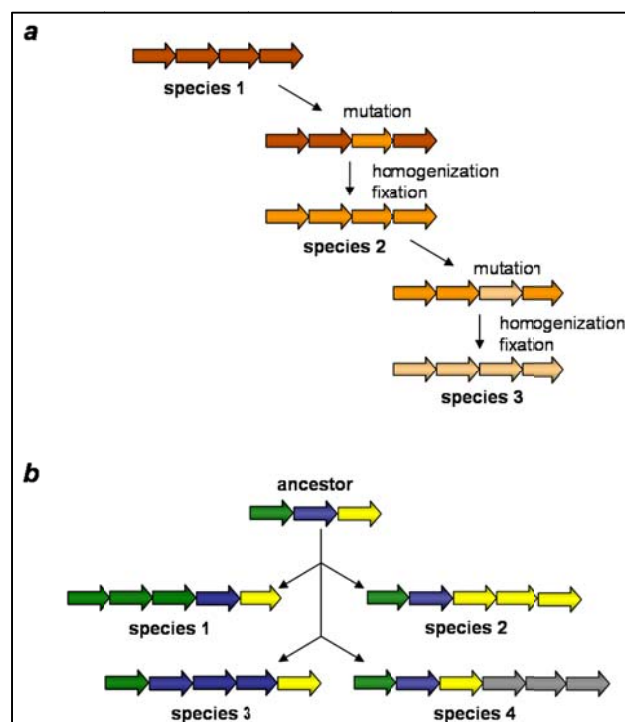 a
species 1
mutation
homogenization
fixation
species 2
mutation
homogenization
fixation
species 3
b
ancestor
species 1
species 2
species 3
species 4